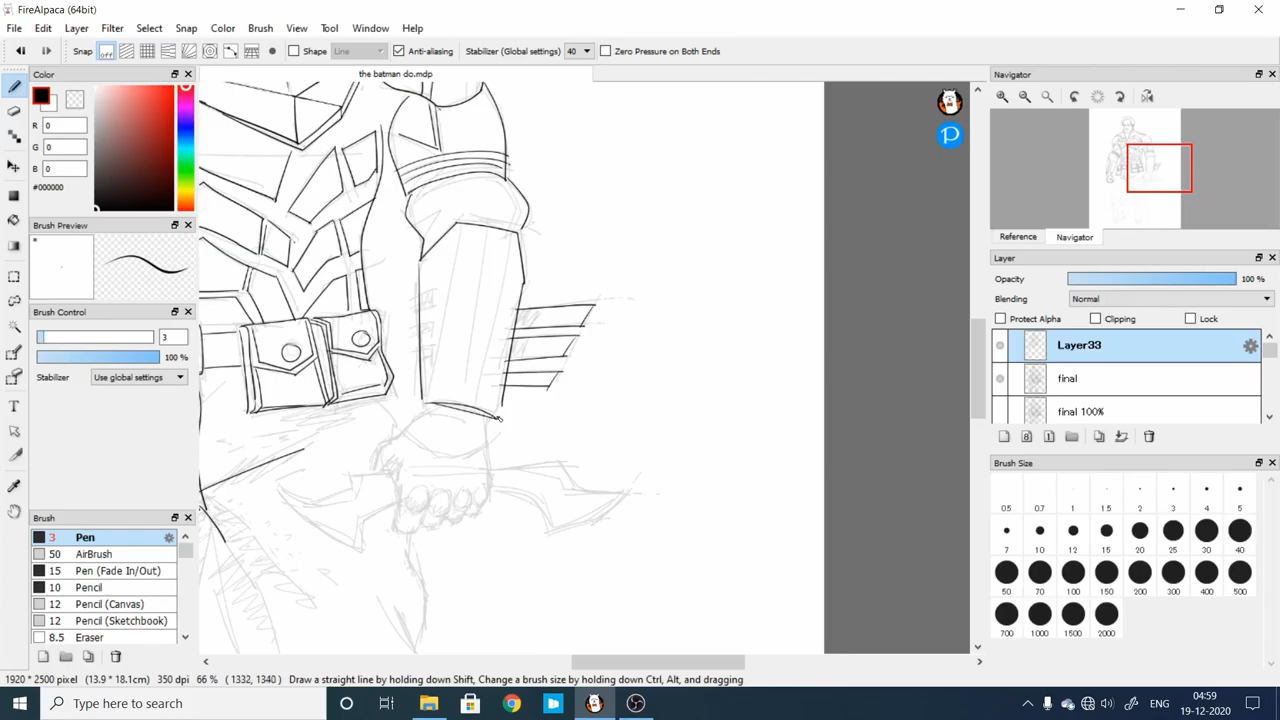 FireAlpaca (64bit)
File Edit Layer Filter Select Snap Color Brush View Tool Window Help
Snap off Shape Line Anti-aliasing Stabilizer (Global settings) 40 Zero Pressure on Both Ends
Color
the batman do.mdp
Navigator
R 0
G 0
B 0
#000000
Brush Preview
Reference Navigator
Layer
Opacity 100 %
Blending Normal
Protect Alpha Clipping Lock
Brush Control
3
100 %
Stabilizer Use global settings
Layer33
final
final 100%
Brush Size
0.5 0.7 1 1.5 2 3 4 5
7 10 12 15 20 25 30 40
50 70 100 150 200 300 400 500
700 1000 1500 2000
Brush
3 Pen
50 AirBrush
15 Pen (Fade In/Out)
10 Pencil
12 Pencil (Canvas)
12 Pencil (Sketchbook)
8.5 Eraser
1920 * 2500 pixel (13.9 * 18.1cm) 350 dpi 66 % (1332, 1340) Draw a straight line by holding down Shift, Change a brush size by holding down Ctrl, Alt, and dragging
Type here to search
ENG
04:59
19-12-2020